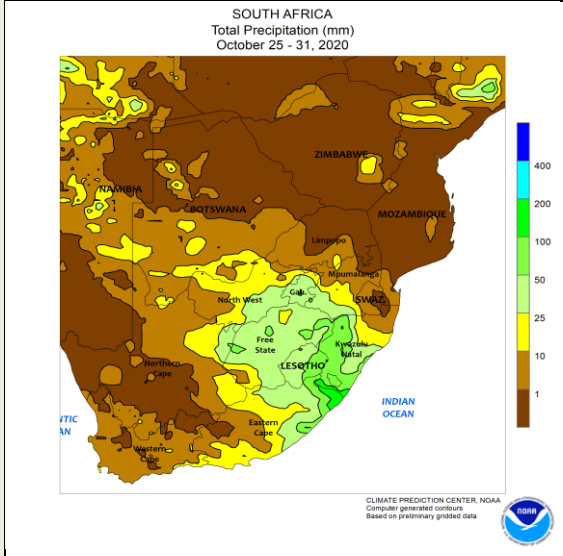 SOUTH AFRICA
Total Precipitation (mm)
October 25 - 31, 2020
ZIMBABWE
NAMIBIA
BOTSWANA
MOZAMBIQUE
Limpopo
Mpumalanga
North West
Gau.
SWAZ.
Free
State
Kwazulu
Natal
LESOTHO
Northern
Cape
Eastern
Cape
Western
Cape
INDIAN
OCEAN
NTIC
AN
400
200
100
50
25
10
1
CLIMATE PREDICTION CENTER, NOAA
Computer generated contours
Based on preliminary gridded data
NOAA